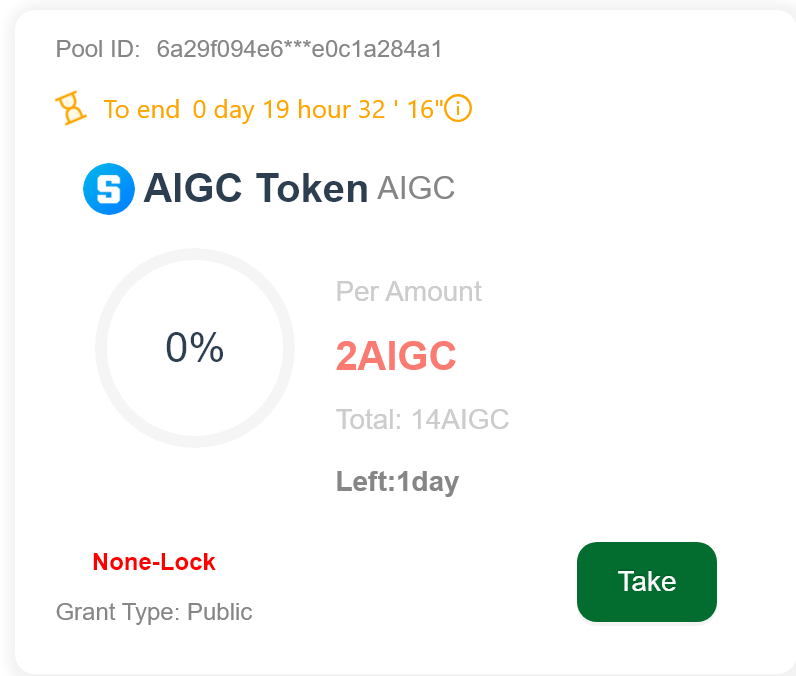 Pool ID: 6a29f094e6***e0c1a284a1
To end 0 day 19 hour 32 ' 16"
AIGC Token AIGC
0%
Per Amount
2AIGC
Total: 14AIGC
Left:1day
None-Lock
Take
Grant Type: Public